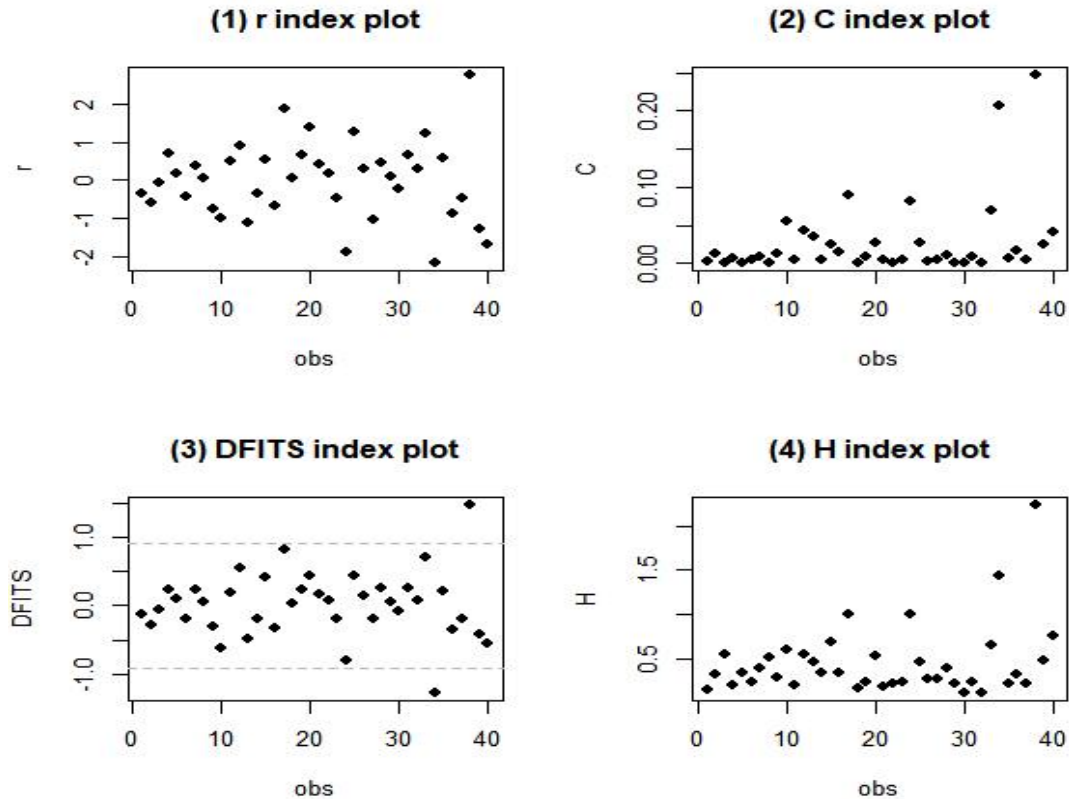 (1) r index plot
2
1
0
-1
-2
r
0 10 20 30 40
obs
(2) C index plot
0.20
0.10
0.00
C
0 10 20 30 40
obs
(3) DFITS index plot
1.0
0.0
-1.0
DFITS
0 10 20 30 40
obs
(4) H index plot
1.5
0.5
H
0 10 20 30 40
obs